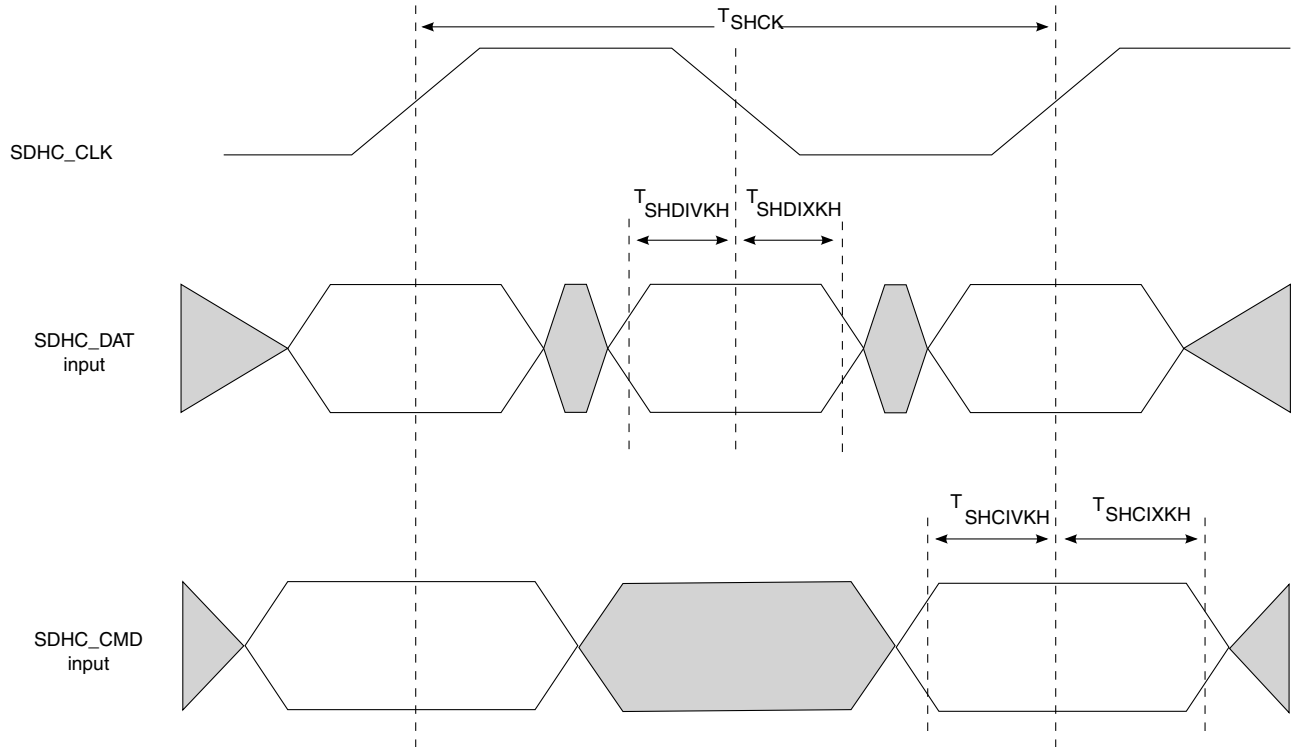 TSHCK
SDHC_CLK
TSHDIVKH
TSHDIXKH
SDHC_DAT
input
TSHCIVKH
TSHCIXKH
SDHC_CMD
input